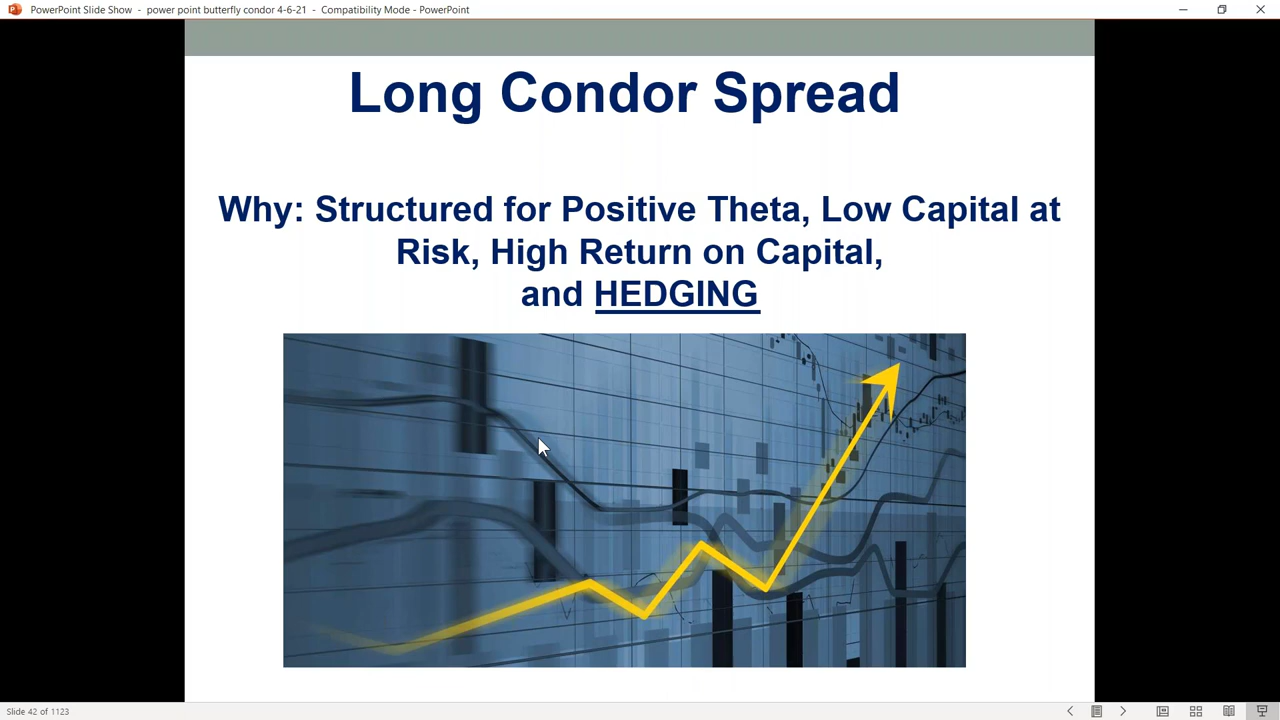 PowerPoint Slide Show - power point butterfly condor 4-6-21 - Compatibility Mode - PowerPoint
Long Condor Spread
Why: Structured for Positive Theta, Low Capital at
Risk, High Return on Capital,
and HEDGING
Slide 42 of 1123